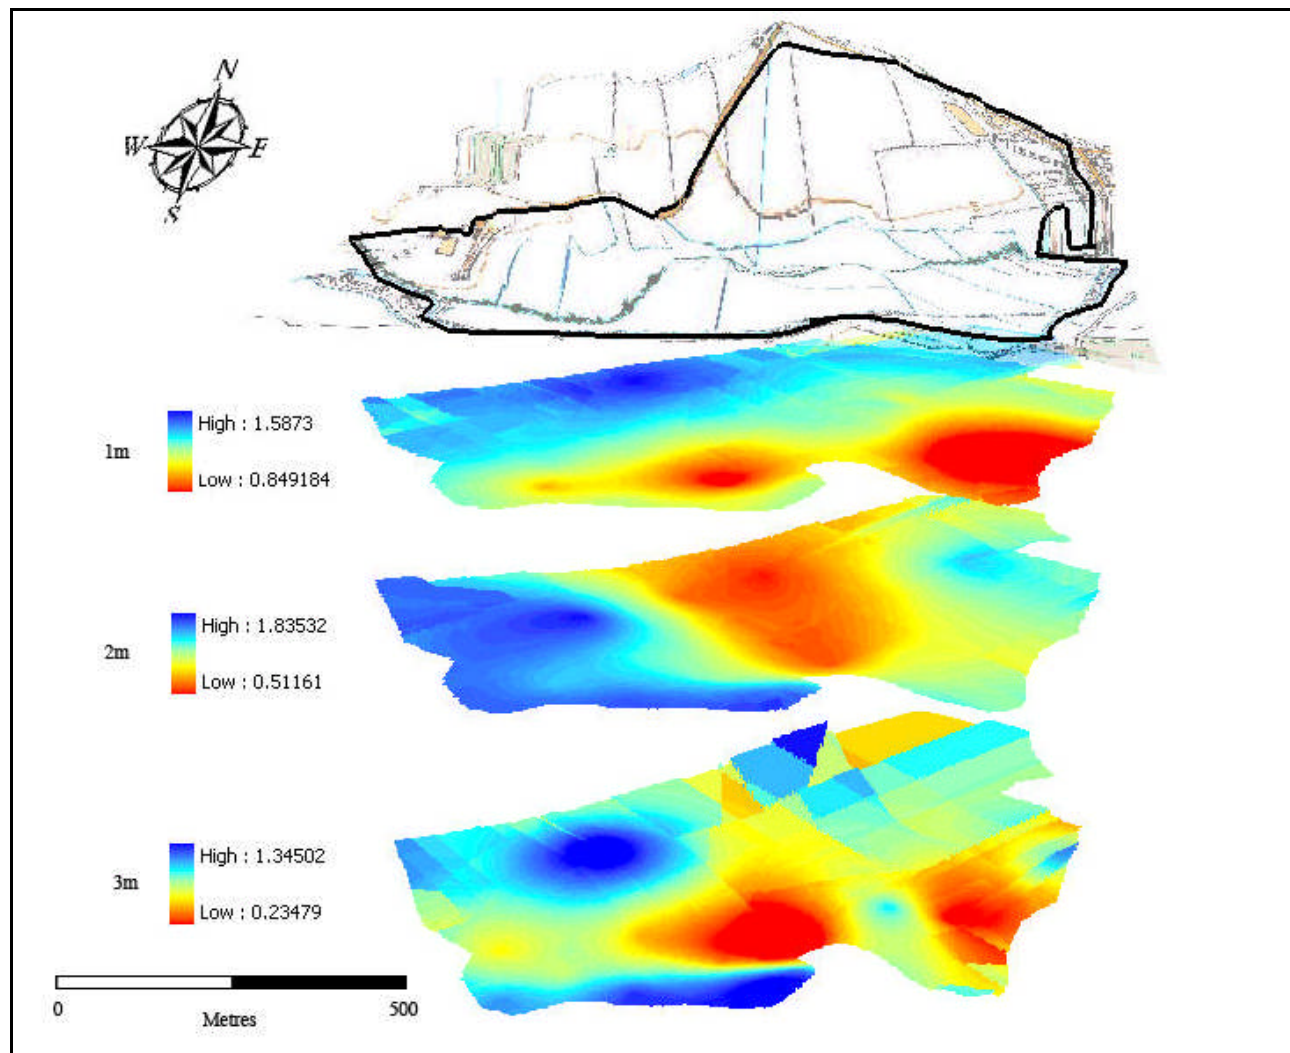 N
W E
S
High : 1.5873
1m
Low : 0.849184
High : 1.83532
2m
Low : 0.51161
High : 1.34502
3m
Low : 0.23479
0 500
Metres